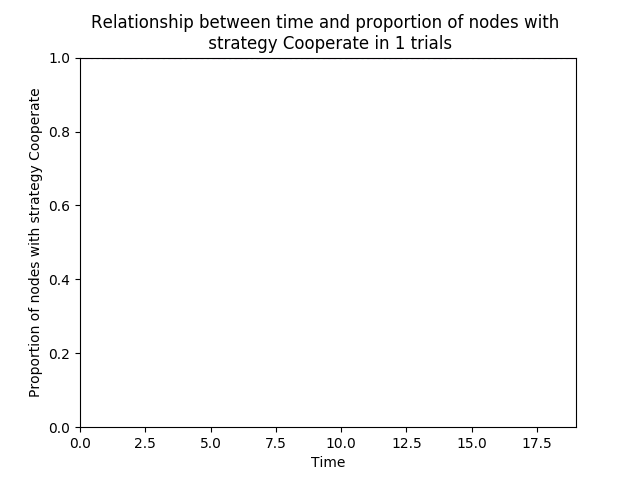 Relationship between time and proportion of nodes with
strategy Cooperate in 1 trials
Proportion of nodes with strategy Cooperate
1.0
0.8
0.6
0.4
0.2
0.0
0.0 2.5 5.0 7.5 10.0 12.5 15.0 17.5
Time